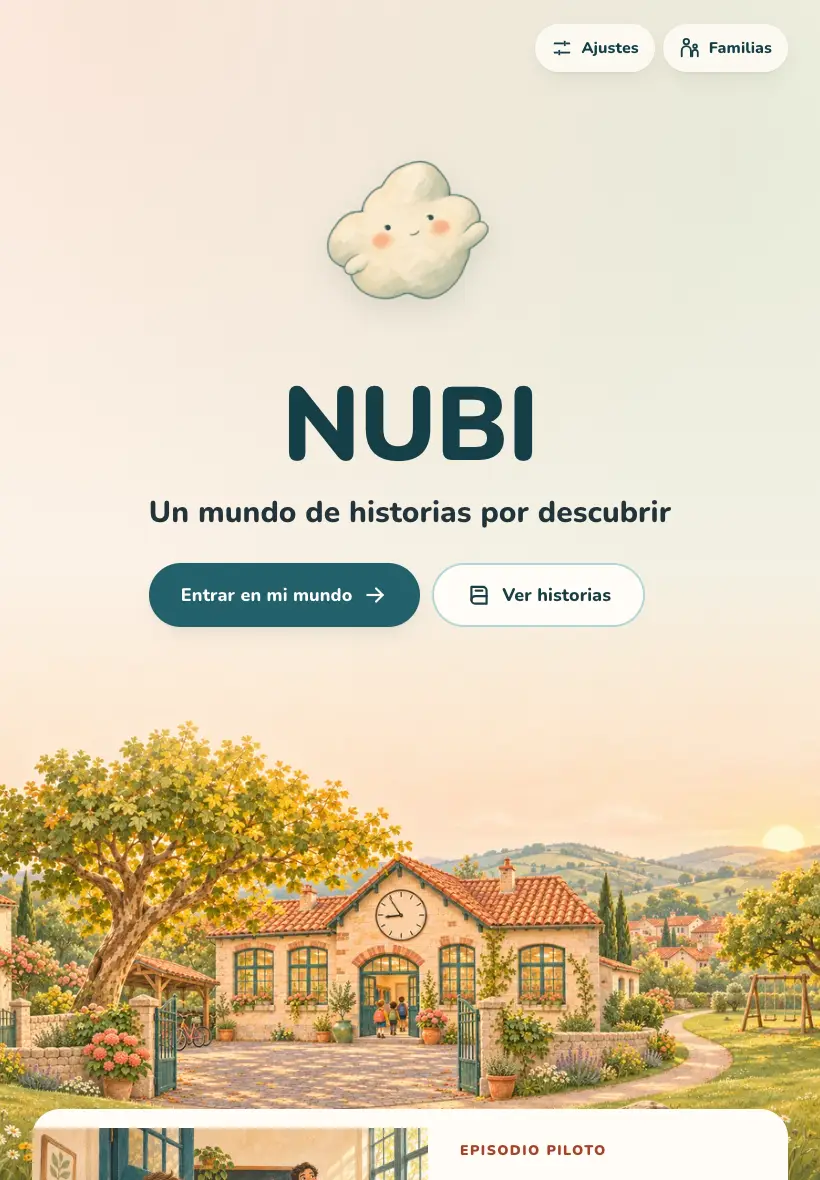 Ajustes
Familias
NUBI
Un mundo de historias por descubrir
Entrar en mi mundo
Ver historias
EPISODIO PILOTO